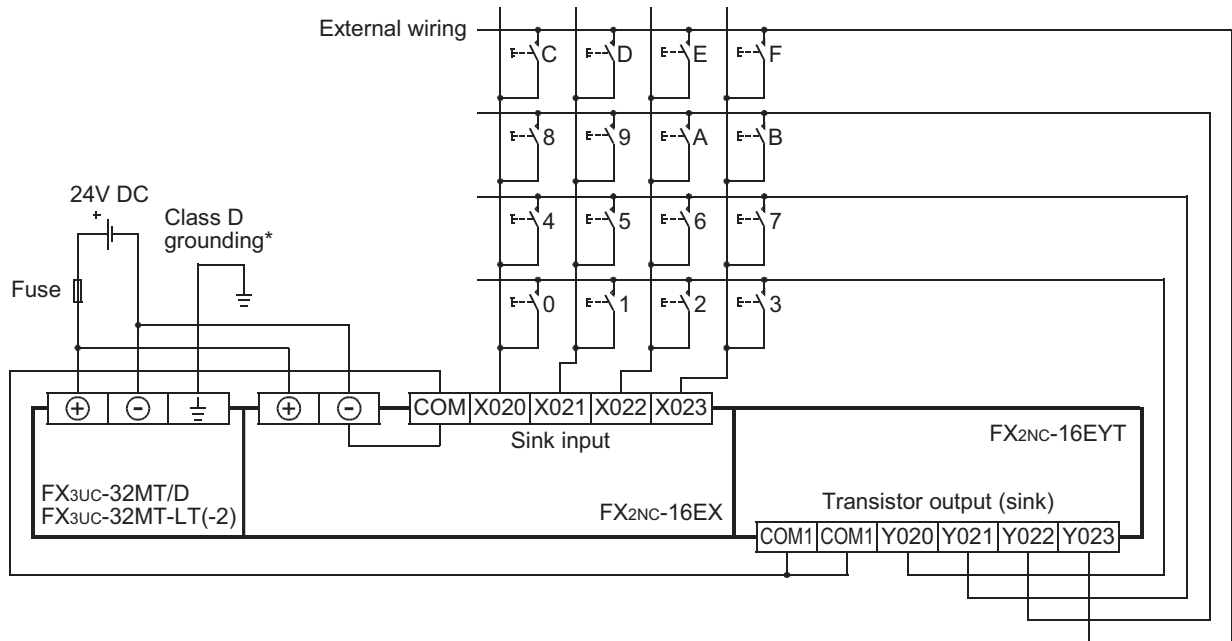 External wiring
C D E F
8 9 A B
24V DC
+
Class D
grounding*
4 5 6 7
Fuse
0 1 2 3
+ - + - COM X020 X021 X022 X023
Sink input
FX2NC-16EYT
FX3UC-32MT/D
FX3UC-32MT-LT(-2)
FX2NC-16EX
Transistor output (sink)
COM1 COM1 Y020 Y021 Y022 Y023